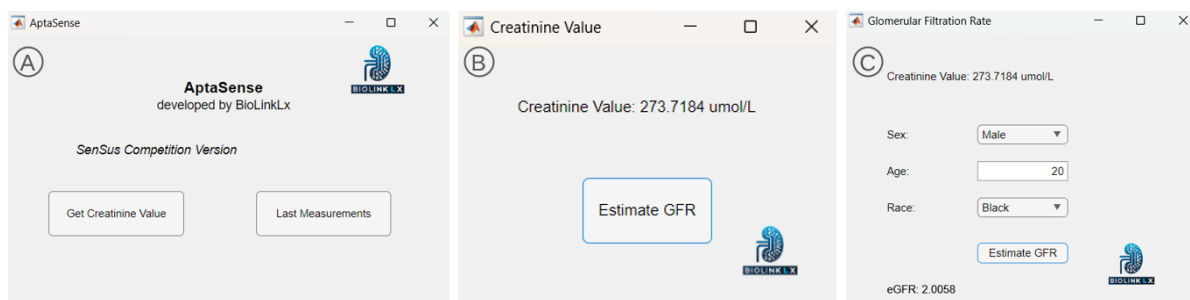 AptaSense
A
AptaSense
developed by BioLinkLx
BIOLINK LX
SenSus Competition Version
Get Creatinine Value
Last Measurements
Creatinine Value
B
Creatinine Value: 273.7184 umol/L
Estimate GFR
BIOLINK LX
Glomerular Filtration Rate
C
Creatinine Value: 273.7184 umol/L
Sex: Male
Age: 20
Race: Black
Estimate GFR
BIOLINK LX
eGFR: 2.0058